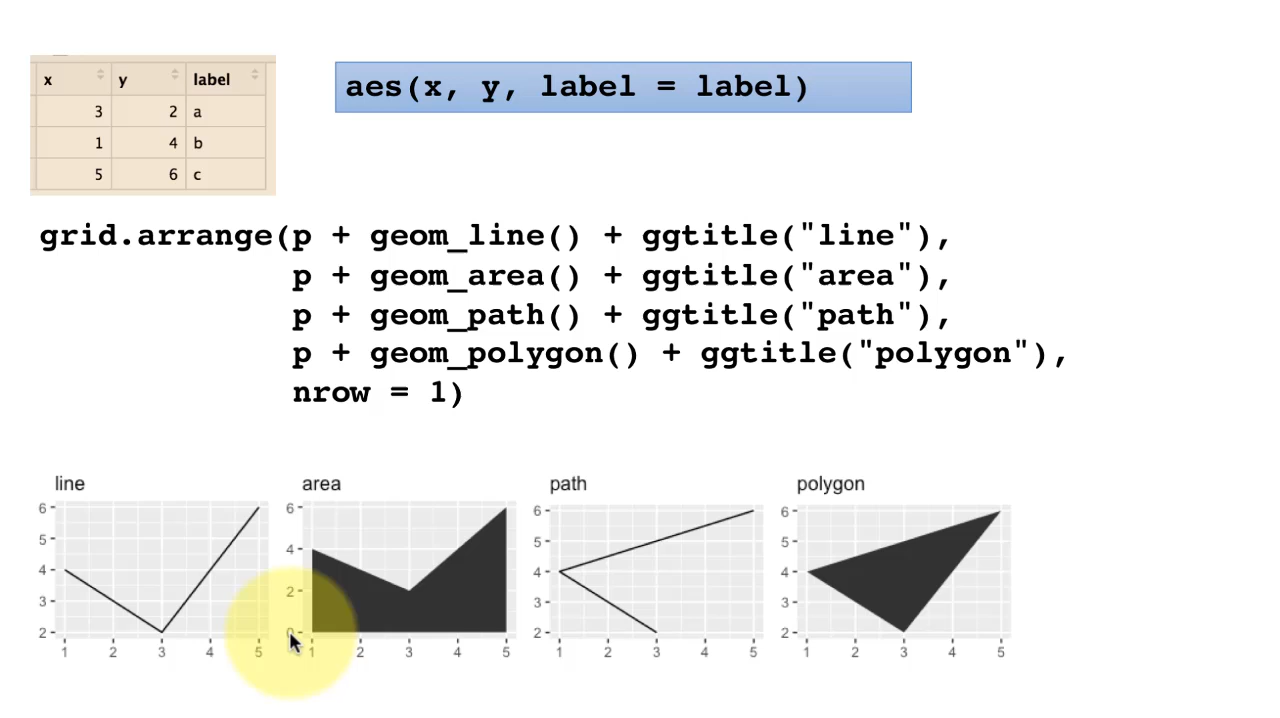 x y label
3 2 a
1 4 b
5 6 c
aes(x, y, label = label)
grid.arrange(p + geom_line() + ggtitle("line"),
p + geom_area() + ggtitle("area"),
p + geom_path() + ggtitle("path"),
p + geom_polygon() + ggtitle("polygon"),
nrow = 1)
line
6
5
4
3
2
1 2 3 4 5
area
6
4
2
0
1 2 3 4 5
path
6
5
4
3
2
1 2 3 4 5
polygon
6
5
4
3
2
1 2 3 4 5